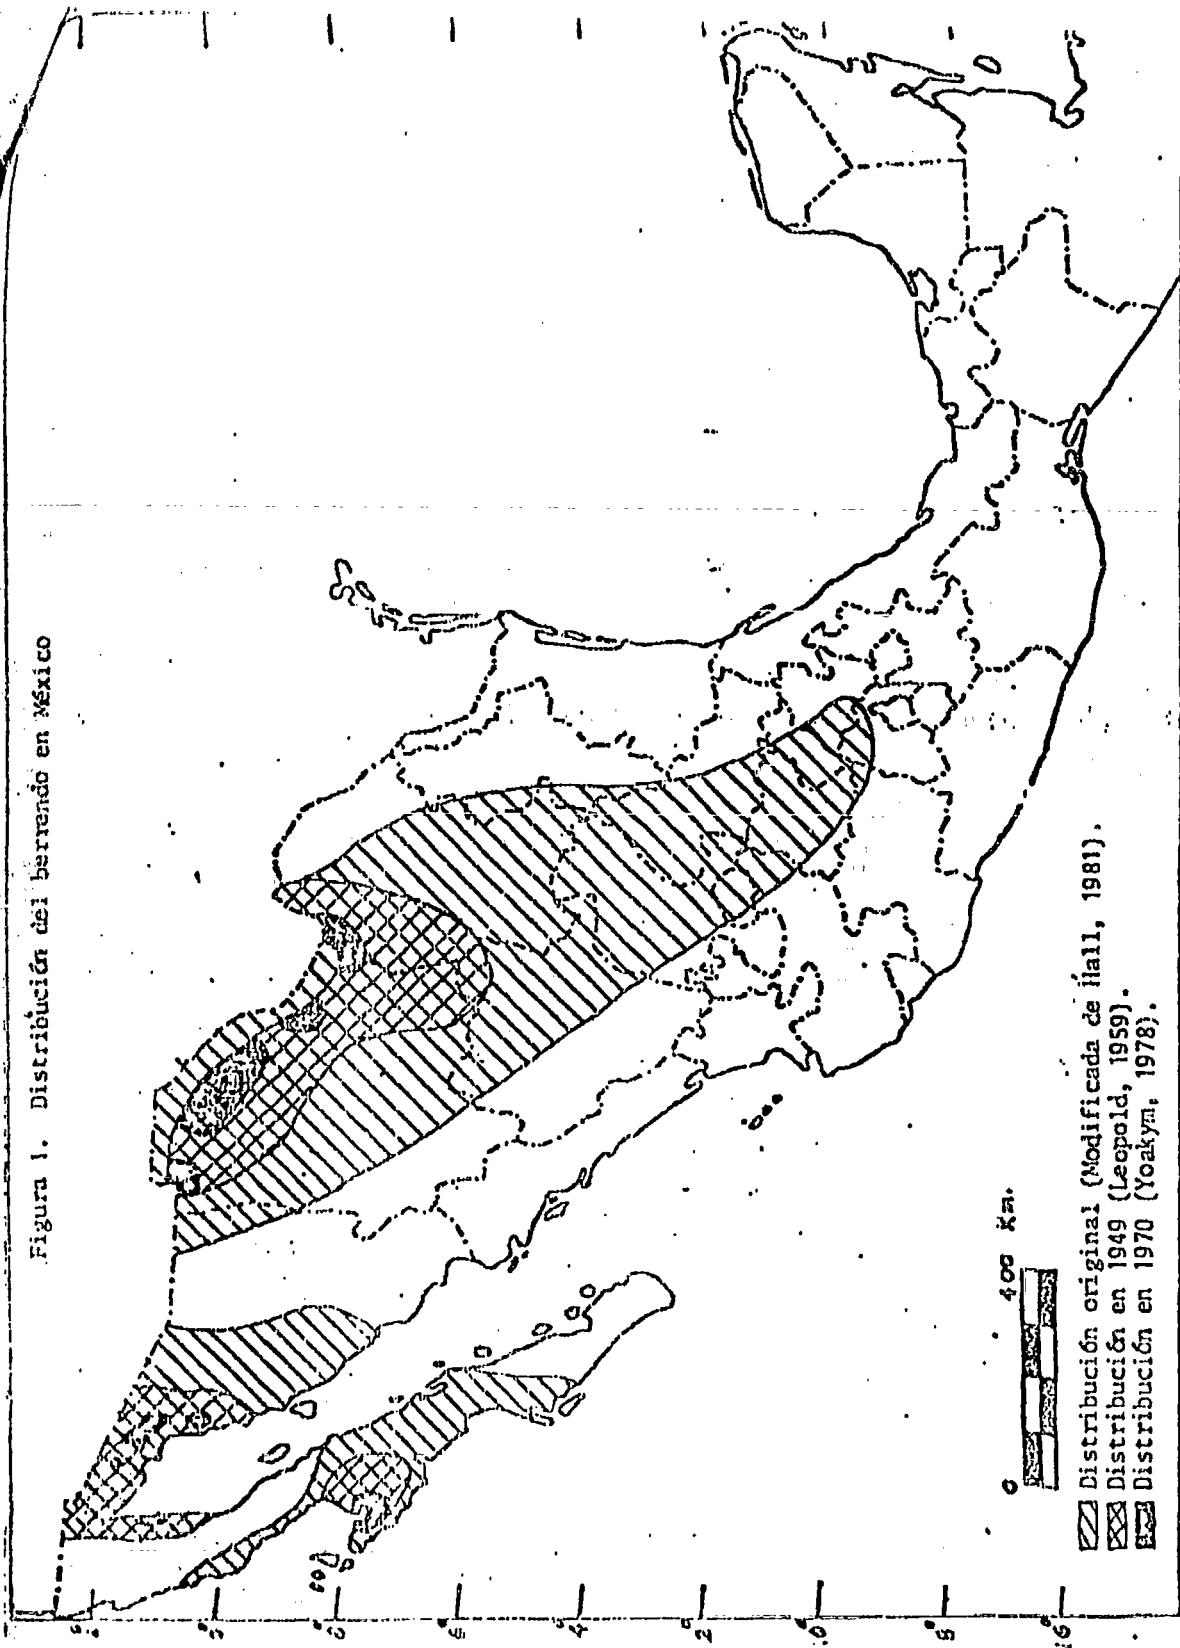 Figura 1. Distribución del berrendo en México
0 400 Km.
Distribución original (Modificada de Hall, 1981).
Distribución en 1949 (Leopold, 1959).
Distribución en 1970 (Yoakym, 1978).